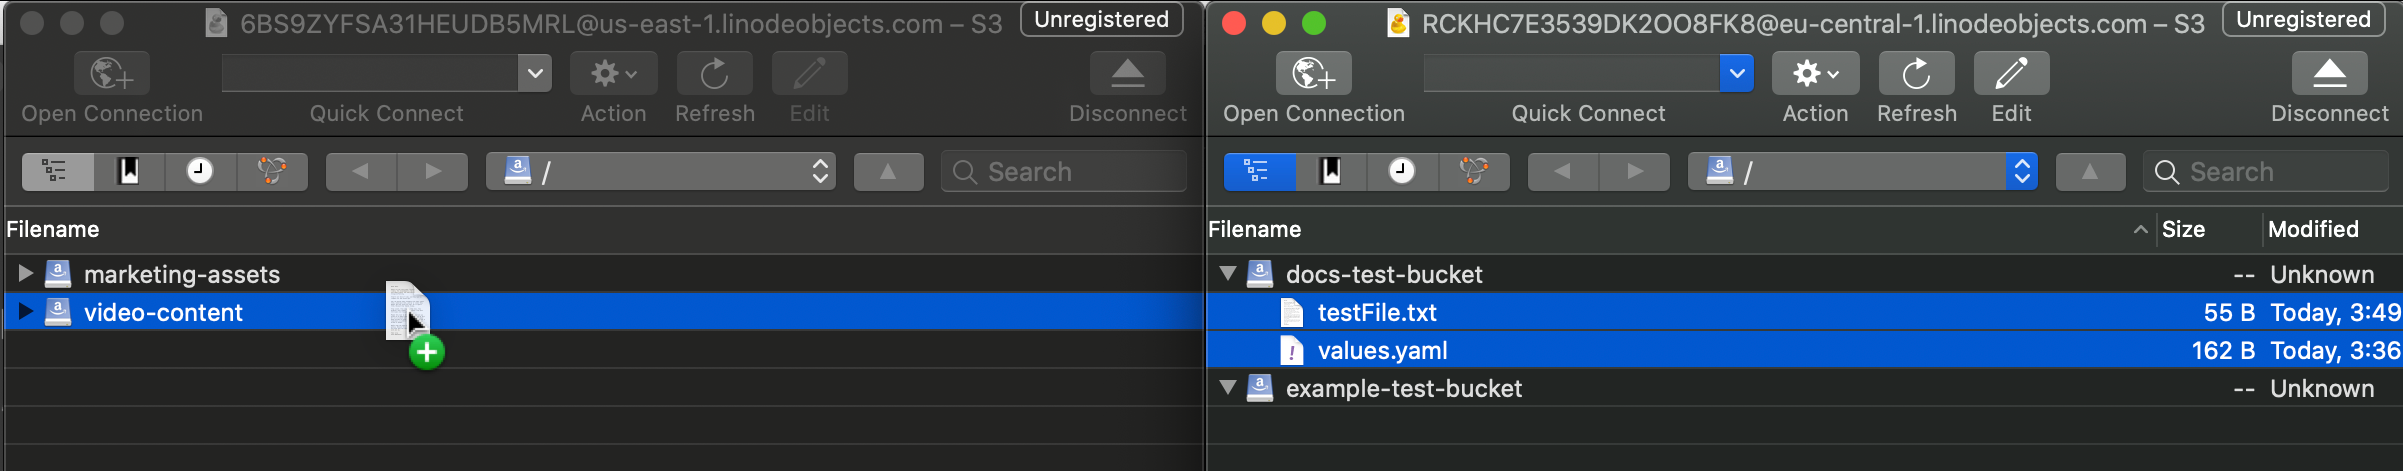 6BS9ZYFSA31HEUDB5MRL@us-east-1.linodeobjects.com – S3
Unregistered
Open Connection
Quick Connect
Action
Refresh
Edit
Disconnect
/
Search
Filename
marketing-assets
video-content
RCKHC7E3539DK2OO8FK8@eu-central-1.linodeobjects.com – S3
Unregistered
Open Connection
Quick Connect
Action
Refresh
Edit
Disconnect
/
Search
Filename Size Modified
docs-test-bucket -- Unknown
testFile.txt 55 B Today, 3:49
values.yaml 162 B Today, 3:36
example-test-bucket -- Unknown